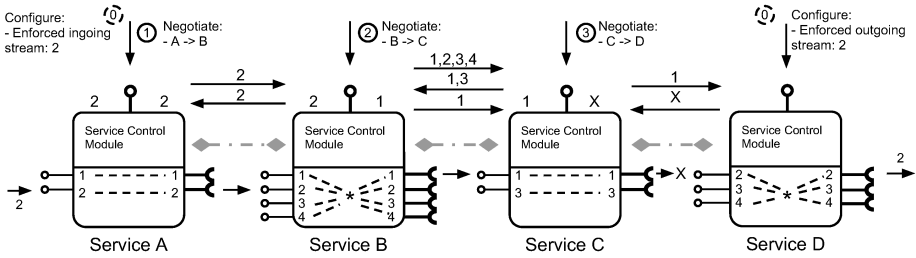 Configure:
- Enforced ingoing
stream: 2
0
1
Negotiate:
- A -> B
2
Negotiate:
- B -> C
3
Negotiate:
- C -> D
0
Configure:
- Enforced outgoing
stream: 2
2
2
1,2,3,4
1,3
1
1
X
2 2
2 1
1 X
Service Control
Module
Service Control
Module
Service Control
Module
Service Control
Module
2
1 1
2 2
1 1
2 2
3 * 3
4 4
1 1
3 3
X
2 2
3 * 3
4 4
2
Service A
Service B
Service C
Service D